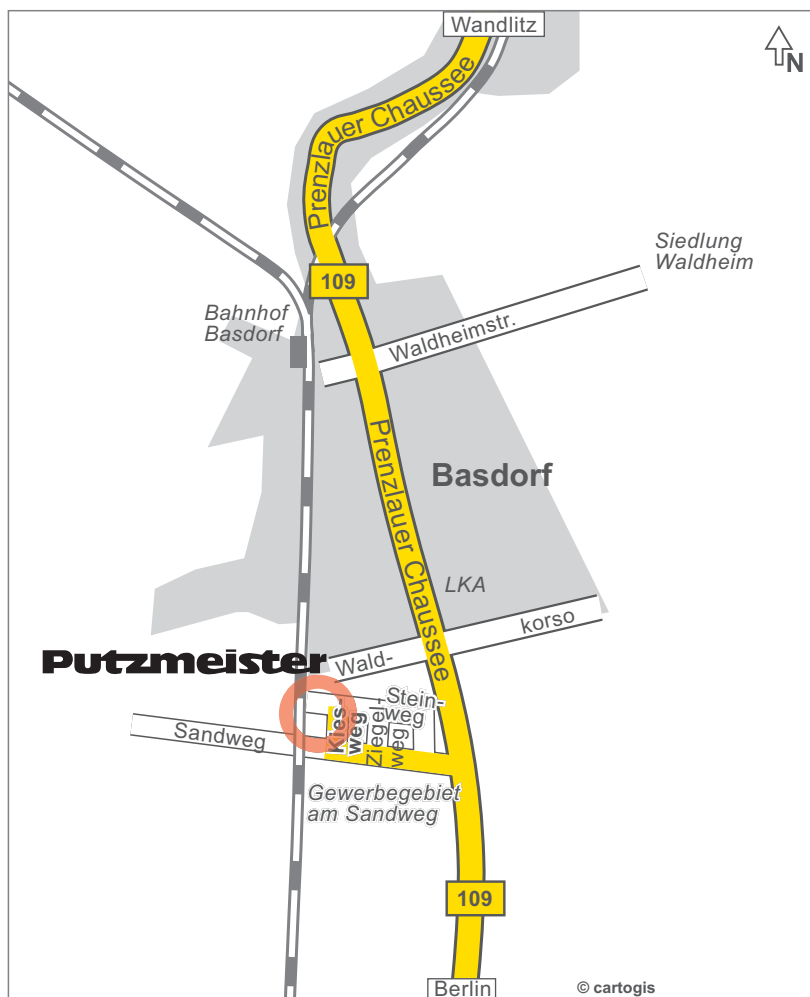 Wandlitz
N
Prenzlauer Chaussee
109
Siedlung
Waldheim
Bahnhof
Basdorf
Waldheimstr.
Prenzlauer Chaussee
Basdorf
LKA
Wald-
korso
Putzmeister
Stein-
weg
Kies-
weg
Ziegel-
weg
Sandweg
Gewerbegebiet
am Sandweg
109
Berlin
© cartogis